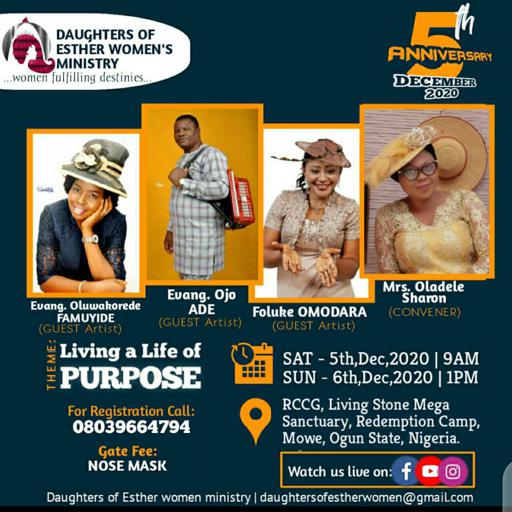 DAUGHTERS OF
ESTHER WOMEN'S
MINISTRY
...women fulfilling destinies...
5th
ANNIVERSARY
DECEMBER
2020
Evang. Oluwakorede
FAMUYIDE
(GUEST Artist)
Evang. Ojo
ADE
(GUEST Artist)
Foluke OMODARA
(GUEST Artist)
Mrs. Oladele
Sharon
(CONVENER)
THEME:
Living a Life of
PURPOSE
SAT - 5th,Dec,2020 | 9AM
SUN - 6th,Dec,2020 | 1PM
For Registration Call:
08039664794
Gate Fee:
NOSE MASK
RCCG, Living Stone Mega
Sanctuary, Redemption Camp,
Mowe, Ogun State, Nigeria.
Watch us live on:
Daughters of Esther women ministry | daughtersofestherwomen@gmail.com